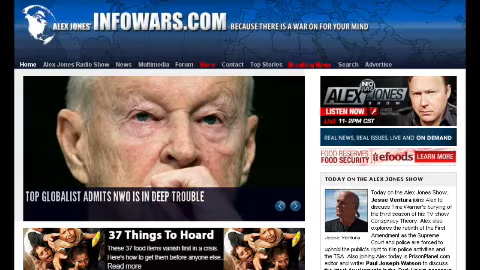 ALEX JONES' INFOWARS.COM BECAUSE THERE IS A WAR ON FOR YOUR MIND
Home Alex Jones Radio Show News Multimedia Forum Store Contact Top Stories Breaking News Search Advertise
TOP GLOBALIST ADMITS NWO IS IN DEEP TROUBLE
37 Things To Hoard
These 37 food items vanish first in a crisis.
Here's how to get them before anyone else.
Read more
INFO WARS
ALEX JONES
SHOW
LISTEN NOW
LIVE 11-2PM CST
REAL NEWS, REAL ISSUES, LIVE AND ON DEMAND
FOOD RESERVES
FOOD SECURITY efoods LEARN MORE
TODAY ON THE ALEX JONES SHOW
Jesse Ventura
Today on the Alex Jones Show,
Jesse Ventura joins Alex to
discuss Time Warner's burying of
the third season of his TV show
Conspiracy Theory. Alex also
explores the rebirth of the First
Amendment as the Supreme
Court and police are forced to
uphold the public's right to film police activities and
the TSA. Also joining Alex today is PrisonPlanet.com
editor and writer Paul Joseph Watson to discuss